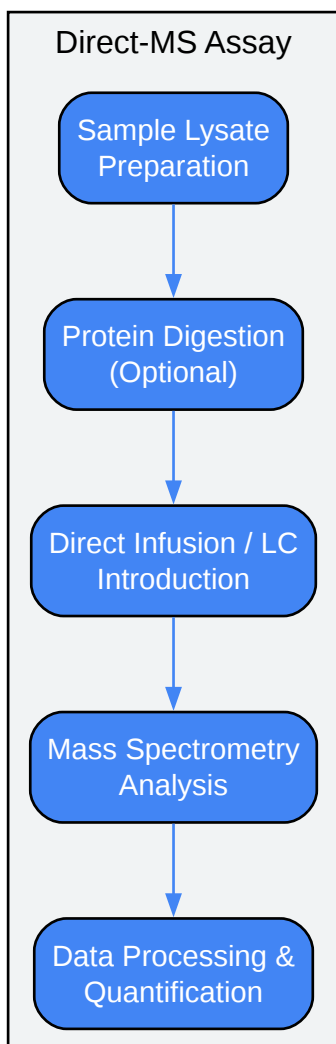 Direct-MS Assay
Sample Lysate
Preparation
Protein Digestion
(Optional)
Direct Infusion / LC
Introduction
Mass Spectrometry
Analysis
Data Processing &
Quantification